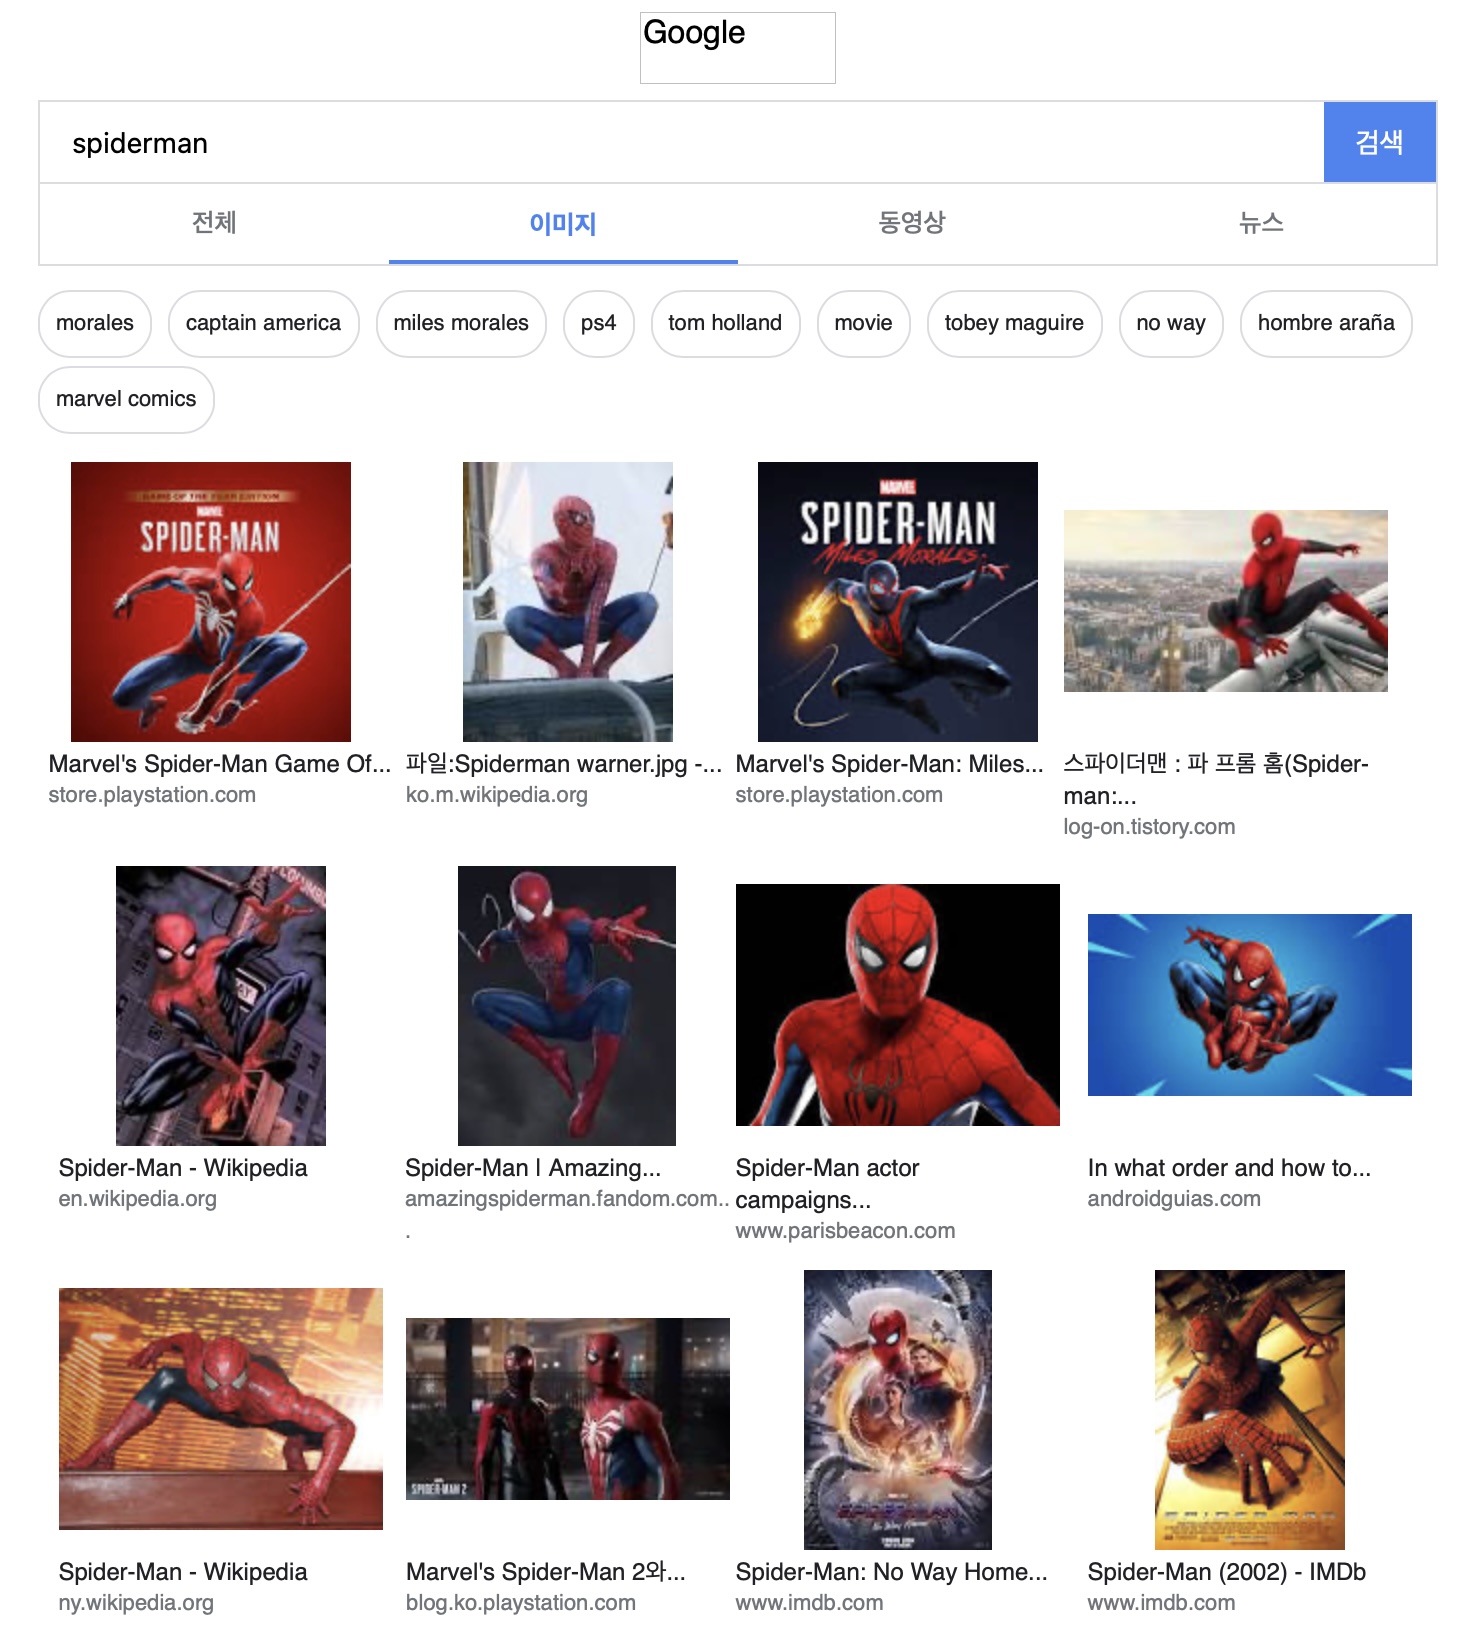 Google
spiderman
검색
전체 이미지 동영상 뉴스
morales captain america miles morales ps4 tom holland movie tobey maguire no way hombre araña
marvel comics
GAME OF THE YEAR EDITION
MARVEL
SPIDER-MAN
MARVEL
SPIDER-MAN
MILES MORALES
Marvel's Spider-Man Game Of...
store.playstation.com
파일:Spiderman warner.jpg -...
ko.m.wikipedia.org
Marvel's Spider-Man: Miles...
store.playstation.com
스파이더맨 : 파 프롬 홈(Spider-
man:...
log-on.tistory.com
Spider-Man - Wikipedia
en.wikipedia.org
Spider-Man | Amazing...
amazingspiderman.fandom.com..
.
Spider-Man actor
campaigns...
www.parisbeacon.com
In what order and how to...
androidguias.com
SPIDER-MAN 2
SPIDER-MAN
NO WAY HOME
Spider-Man - Wikipedia
ny.wikipedia.org
Marvel's Spider-Man 2와...
blog.ko.playstation.com
Spider-Man: No Way Home...
www.imdb.com
Spider-Man (2002) - IMDb
www.imdb.com